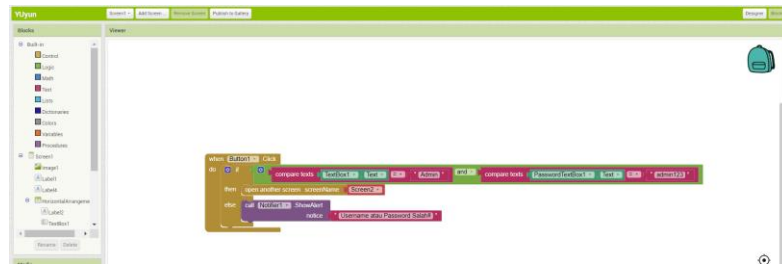 YUyun Screen1 Add Screen ... Remove Screen Publish to Gallery Designer
Blocks Viewer
Built-in
Control
Logic
Math
Text
Lists
Dictionaries
Colors
Variables
Procedures
Screen1
Image1
Label1
Label4
HorizontalArrangeme
Label2
TextBox1
Rename Delete
when Button1 Click
do if compare texts TextBox1 Text = "Admin" and compare texts PasswordTextBox1 Text = "admin123"
then open another screen screenName Screen2
else call Notifier1 ShowAlert
notice "Username atau Password Salah!!"